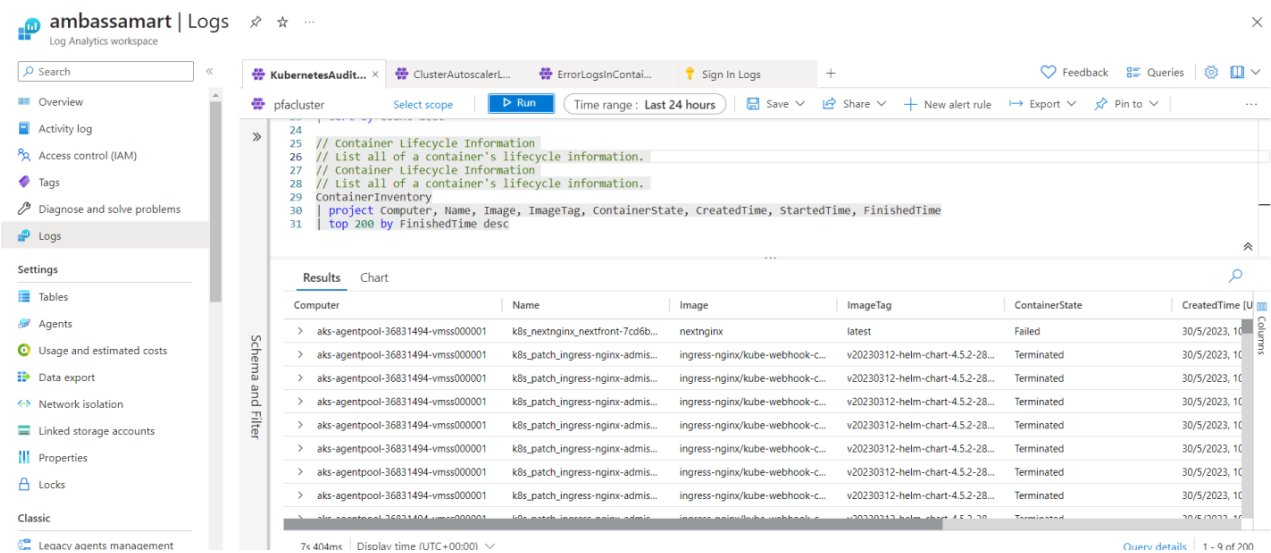 ambassamart | Logs
Log Analytics workspace
Search
Overview
Activity log
Access control (IAM)
Tags
Diagnose and solve problems
Logs
Settings
Tables
Agents
Usage and estimated costs
Data export
Network isolation
Linked storage accounts
Properties
Locks
Classic
Legacy agents management
KubernetesAudit... ClusterAutoscalerL... ErrorLogsInContai... Sign In Logs
Feedback Queries
pfacluster Select scope Run Time range : Last 24 hours Save Share New alert rule Export Pin to
23 | sort by Count desc
24
25 // Container Lifecycle Information
26 // List all of a container's lifecycle information.
27 // Container Lifecycle Information
28 // List all of a container's lifecycle information.
29 ContainerInventory
30 | project Computer, Name, Image, ImageTag, ContainerState, CreatedTime, StartedTime, FinishedTime
31 | top 200 by FinishedTime desc
Schema and Filter
Results Chart
Computer Name Image ImageTag ContainerState CreatedTime [U
aks-agentpool-36831494-vmss000001 k8s_nextnginx_nextfront-7cd6b... nextnginx latest Failed 30/5/2023, 10
aks-agentpool-36831494-vmss000001 k8s_patch_ingress-nginx-admis... ingress-nginx/kube-webhook-c... v20230312-helm-chart-4.5.2-28... Terminated 30/5/2023, 10
aks-agentpool-36831494-vmss000001 k8s_patch_ingress-nginx-admis... ingress-nginx/kube-webhook-c... v20230312-helm-chart-4.5.2-28... Terminated 30/5/2023, 10
aks-agentpool-36831494-vmss000001 k8s_patch_ingress-nginx-admis... ingress-nginx/kube-webhook-c... v20230312-helm-chart-4.5.2-28... Terminated 30/5/2023, 10
aks-agentpool-36831494-vmss000001 k8s_patch_ingress-nginx-admis... ingress-nginx/kube-webhook-c... v20230312-helm-chart-4.5.2-28... Terminated 30/5/2023, 10
aks-agentpool-36831494-vmss000001 k8s_patch_ingress-nginx-admis... ingress-nginx/kube-webhook-c... v20230312-helm-chart-4.5.2-28... Terminated 30/5/2023, 10
aks-agentpool-36831494-vmss000001 k8s_patch_ingress-nginx-admis... ingress-nginx/kube-webhook-c... v20230312-helm-chart-4.5.2-28... Terminated 30/5/2023, 10
aks-agentpool-36831494-vmss000001 k8s_patch_ingress-nginx-admis... ingress-nginx/kube-webhook-c... v20230312-helm-chart-4.5.2-28... Terminated 30/5/2023, 10
Columns
7s 404ms Display time (UTC+00:00) Query details 1 - 9 of 200